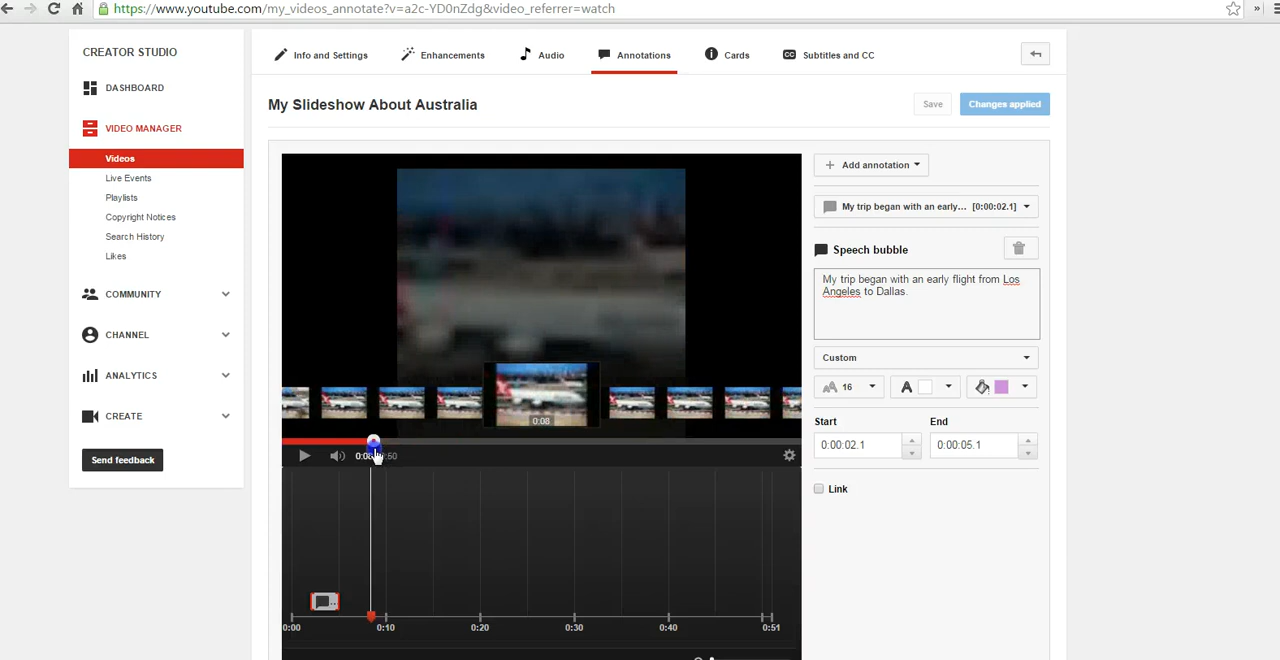 https://www.youtube.com/my_videos_annotate?v=a2c-YD0nZdg&video_referrer=watch
CREATOR STUDIO
DASHBOARD
VIDEO MANAGER
Videos
Live Events
Playlists
Copyright Notices
Search History
Likes
COMMUNITY
CHANNEL
ANALYTICS
CREATE
Send feedback
Info and Settings
Enhancements
Audio
Annotations
Cards
CC Subtitles and CC
My Slideshow About Australia
Save
Changes applied
Add annotation
My trip began with an early... [0:00:02.1]
Speech bubble
My trip began with an early flight from Los
Angeles to Dallas.
Custom
AA 16
A
Start
End
0:00:02.1
0:00:05.1
Link
0:08
0:00
0:10
0:20
0:30
0:40
0:51